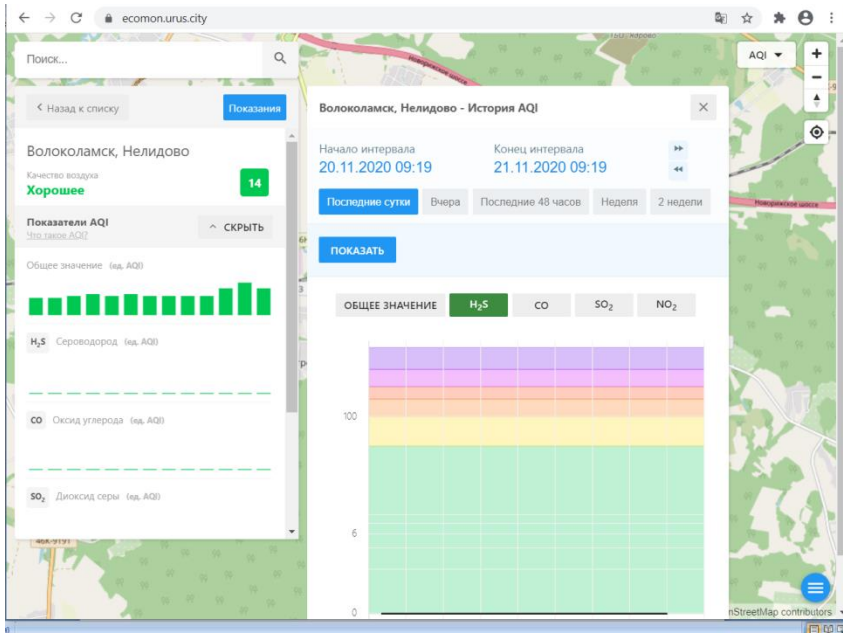 ecomon.urus.city
Поиск...
AQI
Новорижское шоссе
Назад к списку
Показания
Волоколамск, Нелидово
Качество воздуха
Хорошее
14
Показатели AQI
Что такое AQI?
СКРЫТЬ
Общее значение (ед. AQI)
H₂S Сероводород (ед. AQI)
CO Оксид углерода (ед. AQI)
SO₂ Диоксид серы (ед. AQI)
46К-9191
Волоколамск, Нелидово - История AQI
Начало интервала
Конец интервала
20.11.2020 09:19
21.11.2020 09:19
Последние сутки
Вчера
Последние 48 часов
Неделя
2 недели
ПОКАЗАТЬ
ОБЩЕЕ ЗНАЧЕНИЕ
H₂S
CO
SO₂
NO₂
100
6
0
Новорижское шоссе
nStreetMap contributors